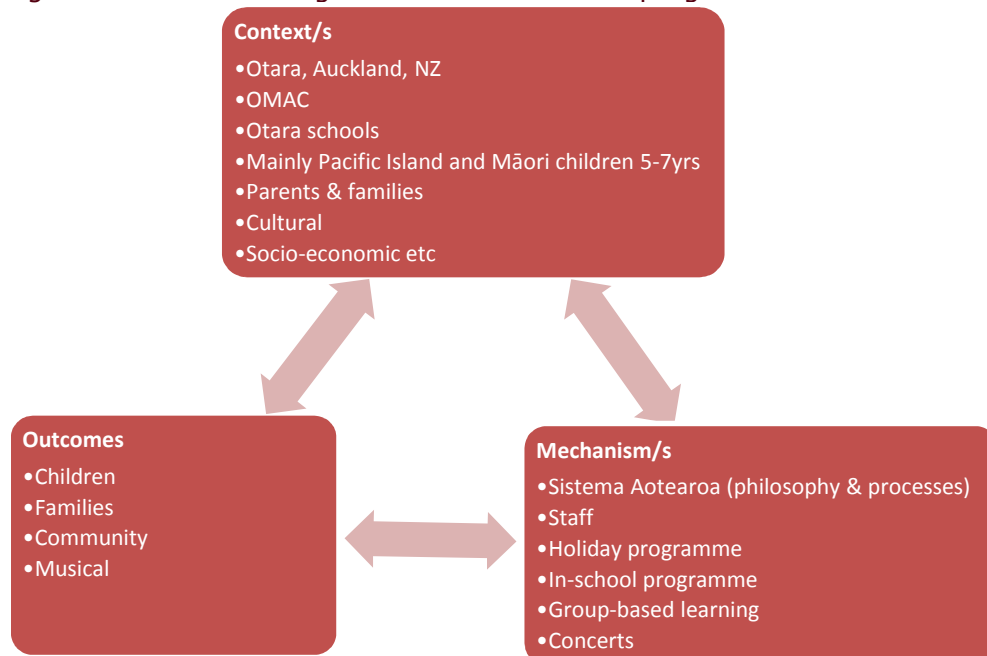 Context/s
•Otara, Auckland, NZ
•OMAC
•Otara schools
•Mainly Pacific Island and Māori children 5-7yrs
•Parents & families
•Cultural
•Socio-economic etc
Outcomes
•Children
•Families
•Community
•Musical
Mechanism/s
•Sistema Aotearoa (philosophy & processes)
•Staff
•Holiday programme
•In-school programme
•Group-based learning
•Concerts